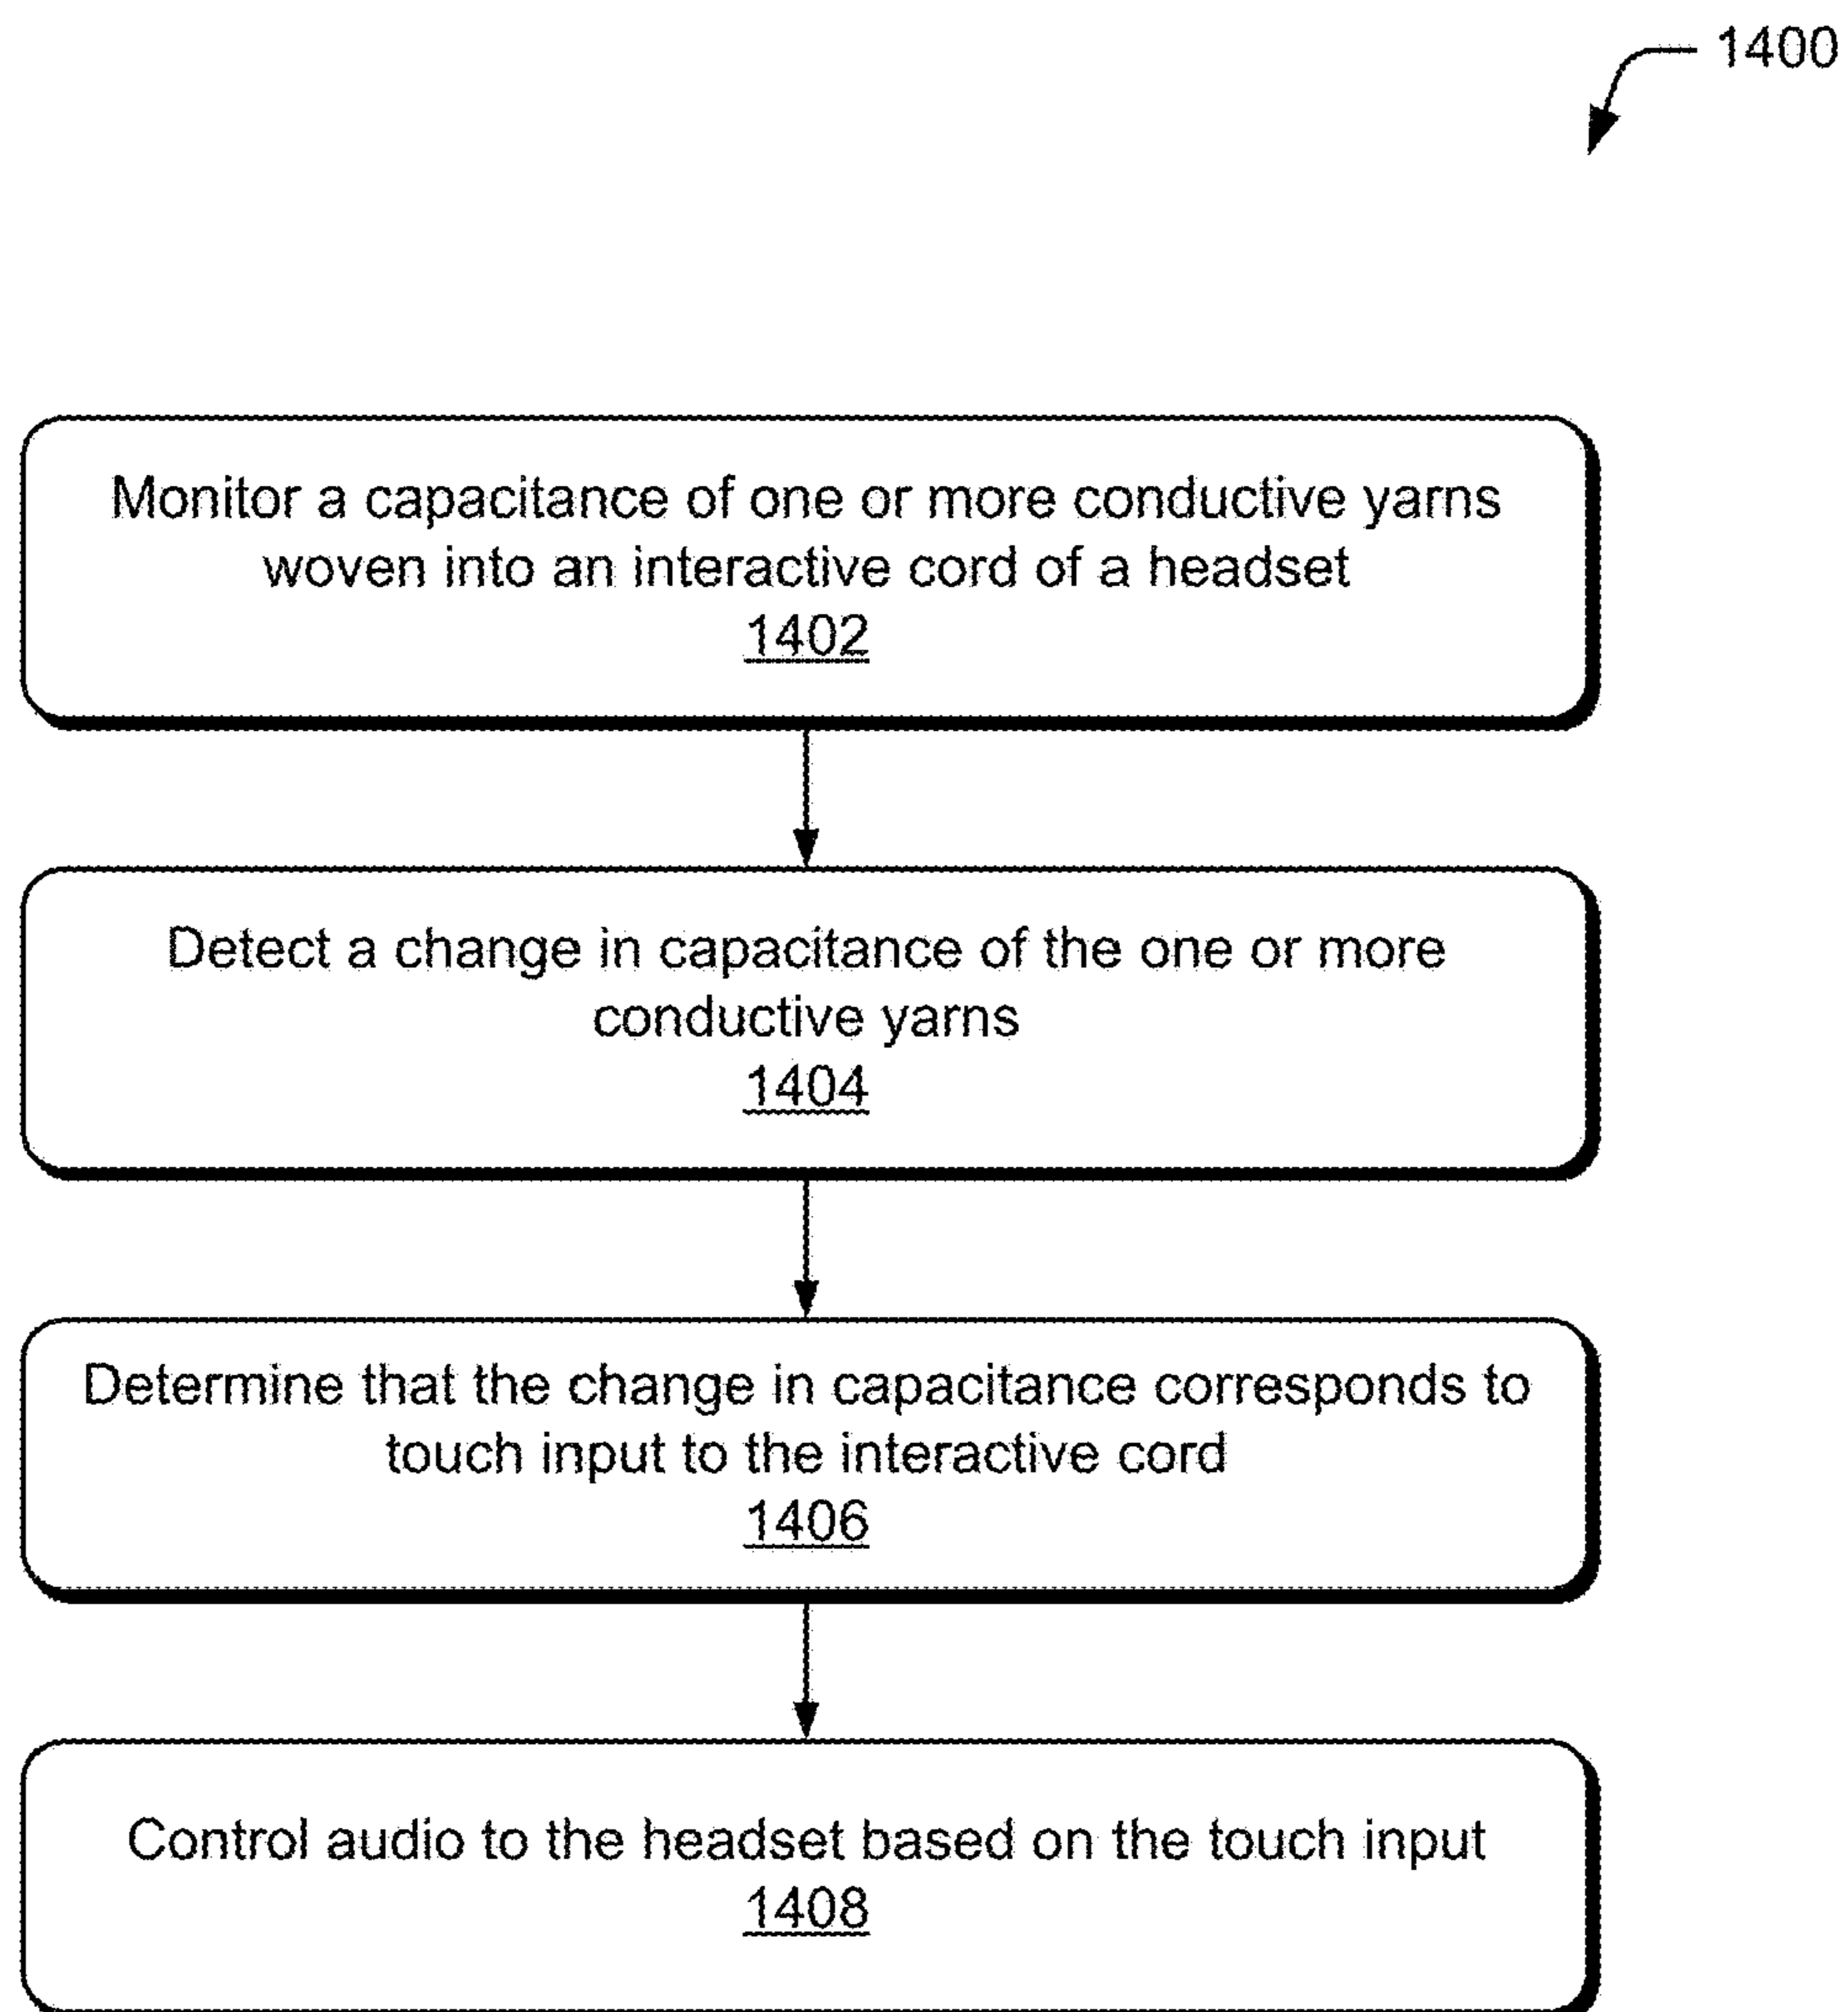 1400
Monitor a capacitance of one or more conductive yarns
woven into an interactive cord of a headset
1402
Detect a change in capacitance of the one or more
conductive yarns
1404
Determine that the change in capacitance corresponds to
touch input to the interactive cord
1406
Control audio to the headset based on the touch input
1408